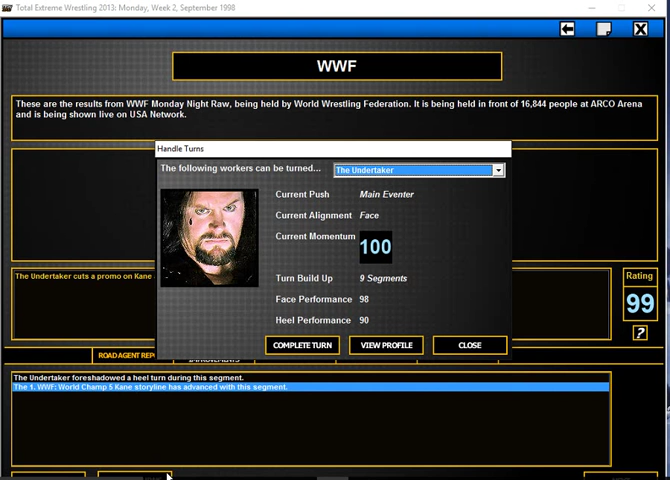 Total Extreme Wrestling 2013: Monday, Week 2, September 1998
WWF
These are the results from WWF Monday Night Raw, being held by World Wrestling Federation. It is being held in front of 16,844 people at ARCO Arena
and is being shown live on USA Network.
Handle Turns
The following workers can be turned...
The Undertaker
Current Push Main Eventer
Current Alignment Face
Current Momentum 100
Turn Build Up 9 Segments
Face Performance 98
Heel Performance 90
COMPLETE TURN VIEW PROFILE CLOSE
The Undertaker cuts a promo on Kane
Rating
99
?
ROAD AGENT REPO
The Undertaker foreshadowed a heel turn during this segment.
The 1. WWF: World Champ 5 Kane storyline has advanced with this segment.